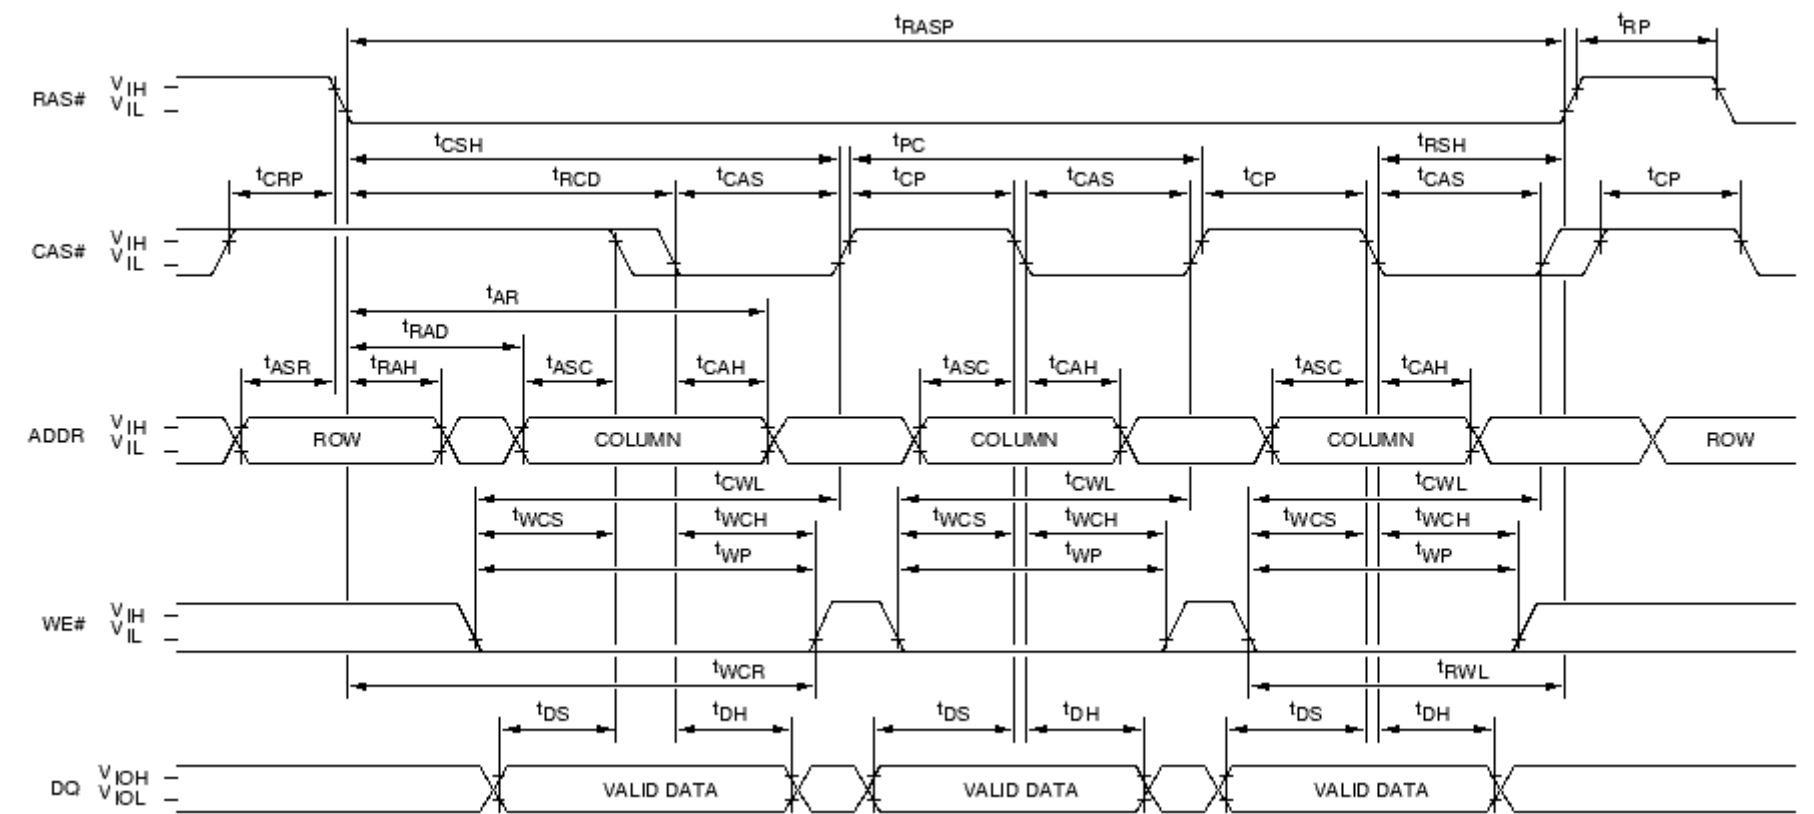 tRASP tRP
RAS# VIH
VIL
tCSH tPC tRSH
tCRP tRCD tCAS tCP tCAS tCP tCAS tCP
CAS# VIH
VIL
tAR
tRAD
tASR tRAH tASC tCAH tASC tCAH tASC tCAH
ADDR VIH
VIL
ROW COLUMN COLUMN COLUMN ROW
tCWL tCWL tCWL
tWCS tWCH tWCS tWCH tWCS tWCH
tWP tWP tWP
WE# VIH
VIL
tWCR tRWL
tDS tDH tDS tDH tDS tDH
DQ VIOH
VIOL
VALID DATA VALID DATA VALID DATA